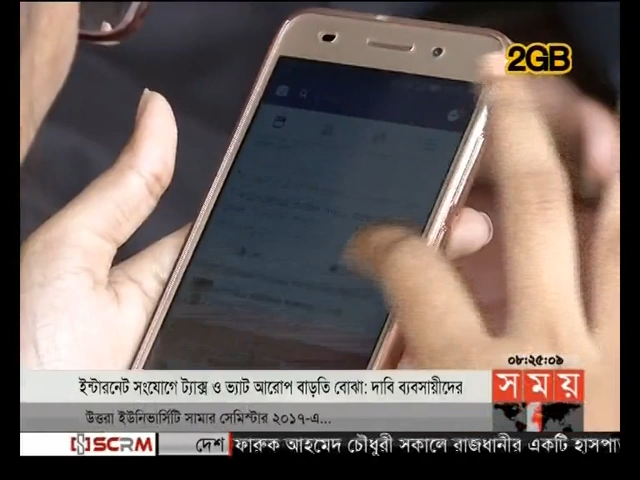 2GB
০৮:২৫:০৯
ইন্টারনেট সংযোগে ট্যাক্স ও ভ্যাট আরোপ বাড়তি বোঝা: দাবি ব্যবসায়ীদের
সময়
উত্তরা ইউনিভার্সিটি সামার সেমিস্টার ২০১৭-এ...
SCRM দেশ ফারুক আহমেদ চৌধুরী সকালে রাজধানীর একটি হাসপা